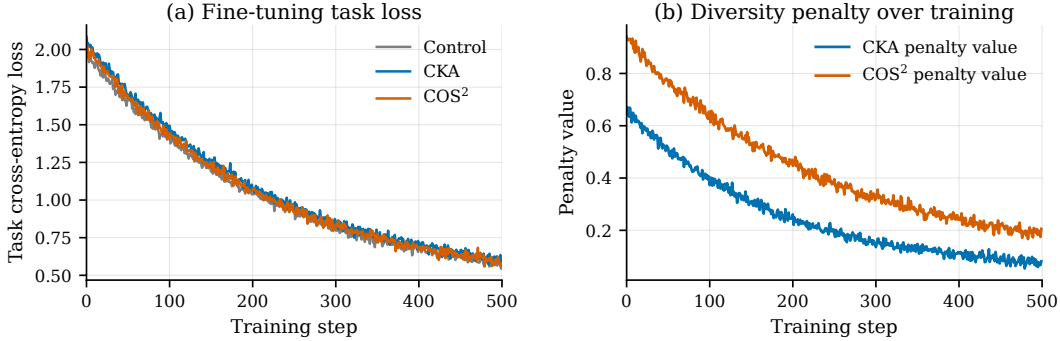 (a) Fine-tuning task loss
Task cross-entropy loss
2.00
1.75
1.50
1.25
1.00
0.75
0.50
0
100
200
300
400
500
Training step
Control
CKA
COS²
(b) Diversity penalty over training
Penalty value
0.8
0.6
0.4
0.2
0
100
200
300
400
500
Training step
CKA penalty value
COS² penalty value